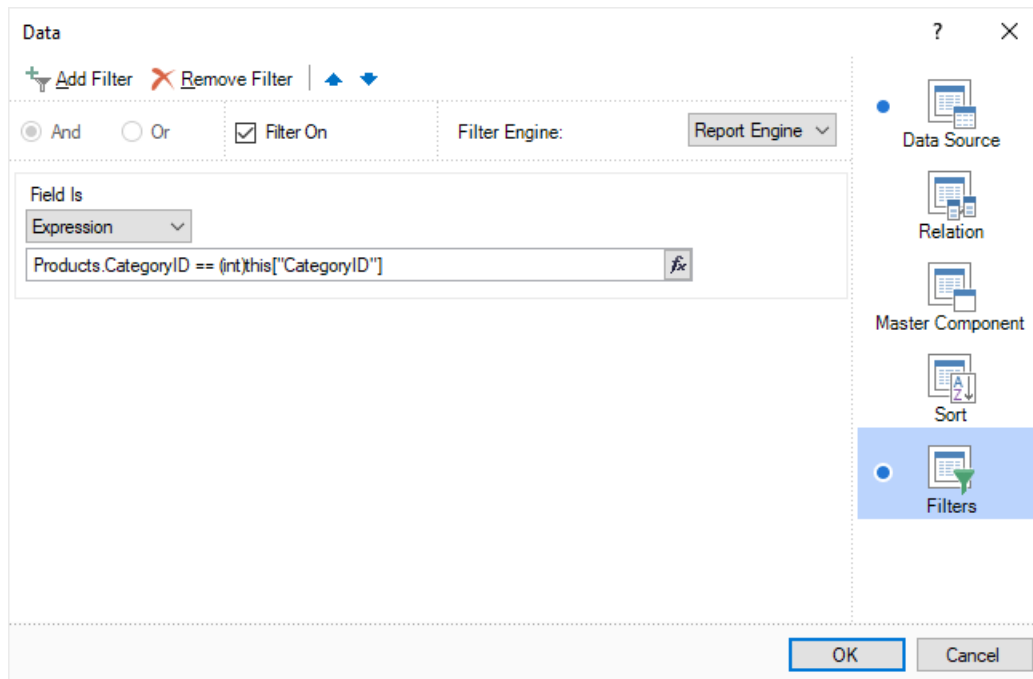 Data
?
Add Filter Remove Filter
And Or Filter On Filter Engine: Report Engine
Field Is
Expression
Products.CategoryID == (int)this["CategoryID"]
fx
Data Source
Relation
Master Component
A
Z
Sort
Filters
OK Cancel